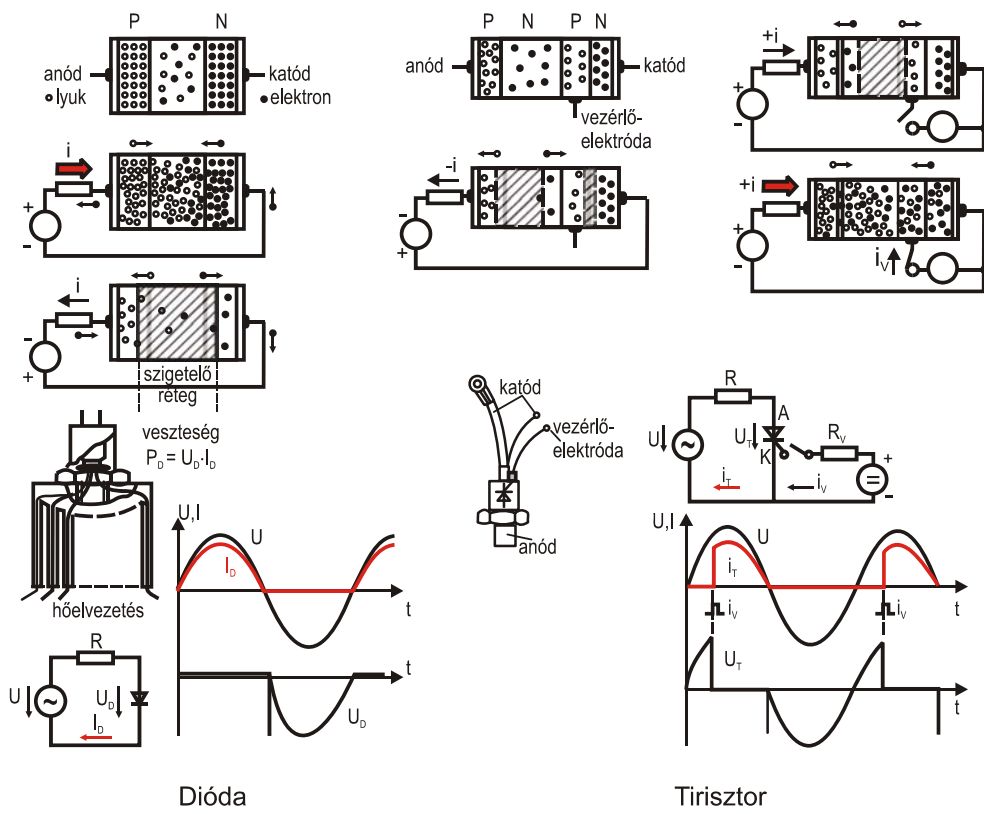 P N
anód
lyuk
katód
elektron
i
+
-
i
-
+
szigetelő
réteg
veszteség
P_D = U_D·I_D
hőelvezetés
R
U
~
U_D
I_D
U,I
U
I_D
t
t
U_D
Dióda
P N P N
anód
katód
vezérlő-
elektróda
-i
-
+
katód
vezérlő-
elektróda
anód
+i
+
-
+i
+
-
i_V
R
A
U
~
U_T
K
R_V
+
=
-
i_T
i_V
U,I
U
i_T
t
i_V
i_V
U_T
t
Tirisztor